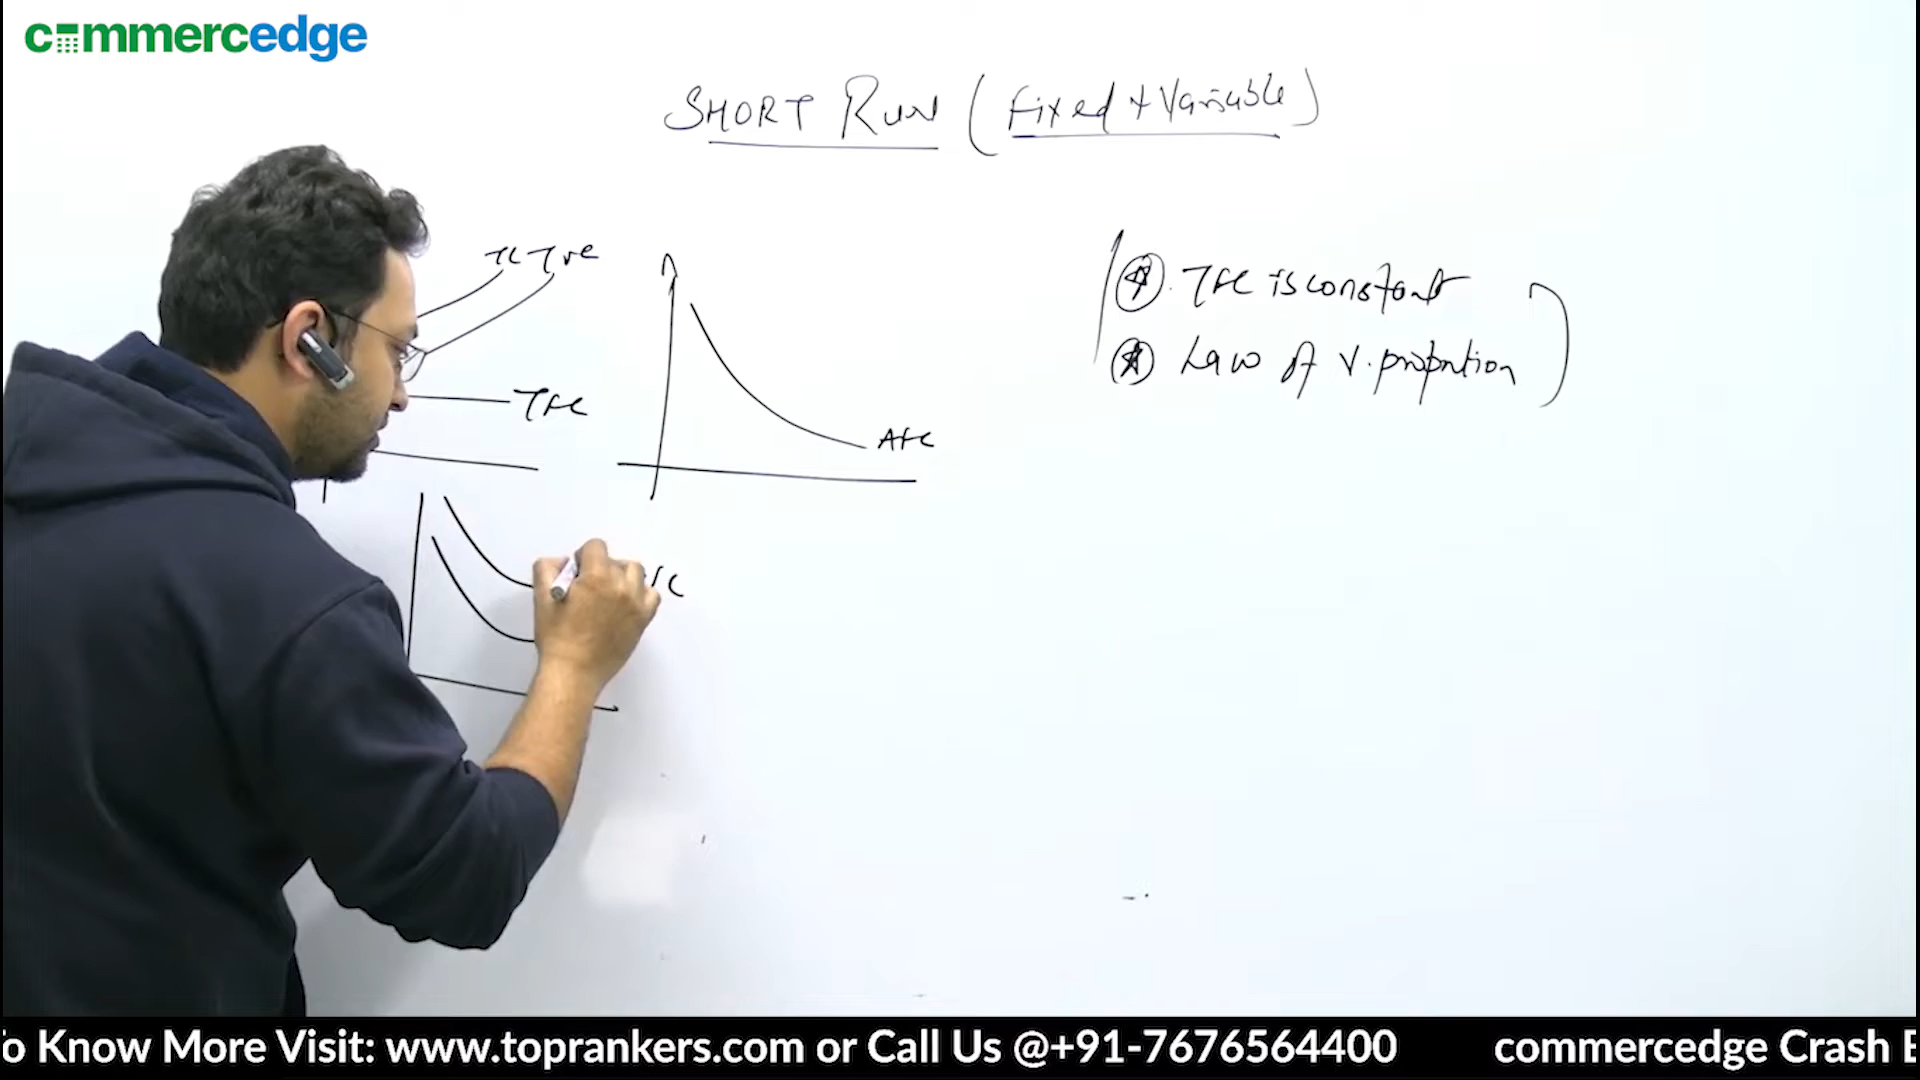 commercedge
SHORT RUN (Fixed + Variable)
TC TVC
TFC
AFC
TFC is constant
Law of V. proportion
To Know More Visit: www.toprankers.com or Call Us @+91-7676564400 commercedge Crash